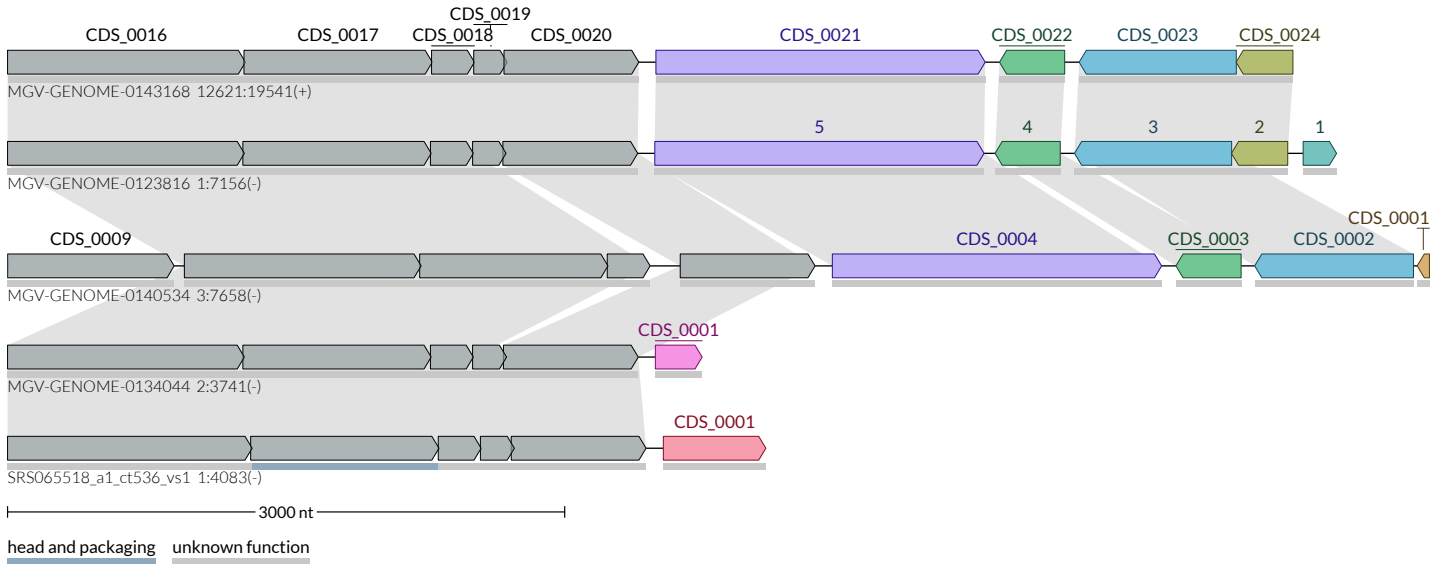 CDS_0019
CDS_0016 CDS_0017 CDS_0018 CDS_0020 CDS_0021 CDS_0022 CDS_0023 CDS_0024
MGV-GENOME-0143168 12621:19541(+)
5 4 3 2 1
MGV-GENOME-0123816 1:7156(-)
CDS_0001
CDS_0009 CDS_0004 CDS_0003 CDS_0002
MGV-GENOME-0140534 3:7658(-)
CDS_0001
MGV-GENOME-0134044 2:3741(-)
CDS_0001
SRS065518_a1_ct536_vs1 1:4083(-)
3000 nt
head and packaging unknown function